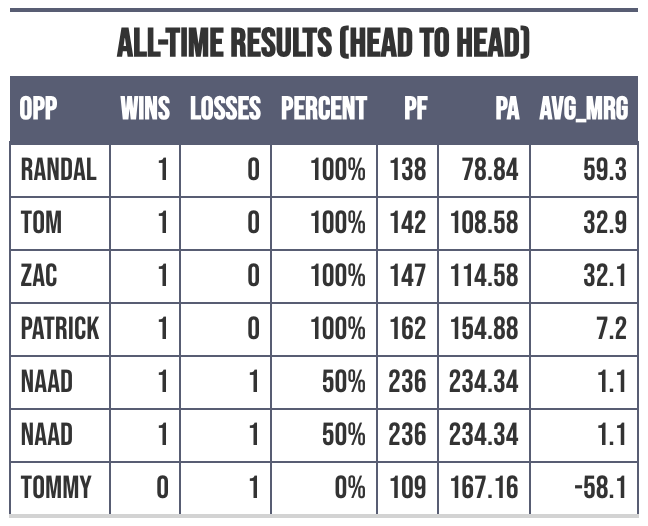 ALL-TIME RESULTS (HEAD TO HEAD)
OPP WINS LOSSES PERCENT PF PA AVG_MRG
RANDAL 1 0 100% 138 78.84 59.3
TOM 1 0 100% 142 108.58 32.9
ZAC 1 0 100% 147 114.58 32.1
PATRICK 1 0 100% 162 154.88 7.2
NAAD 1 1 50% 236 234.34 1.1
NAAD 1 1 50% 236 234.34 1.1
TOMMY 0 1 0% 109 167.16 -58.1